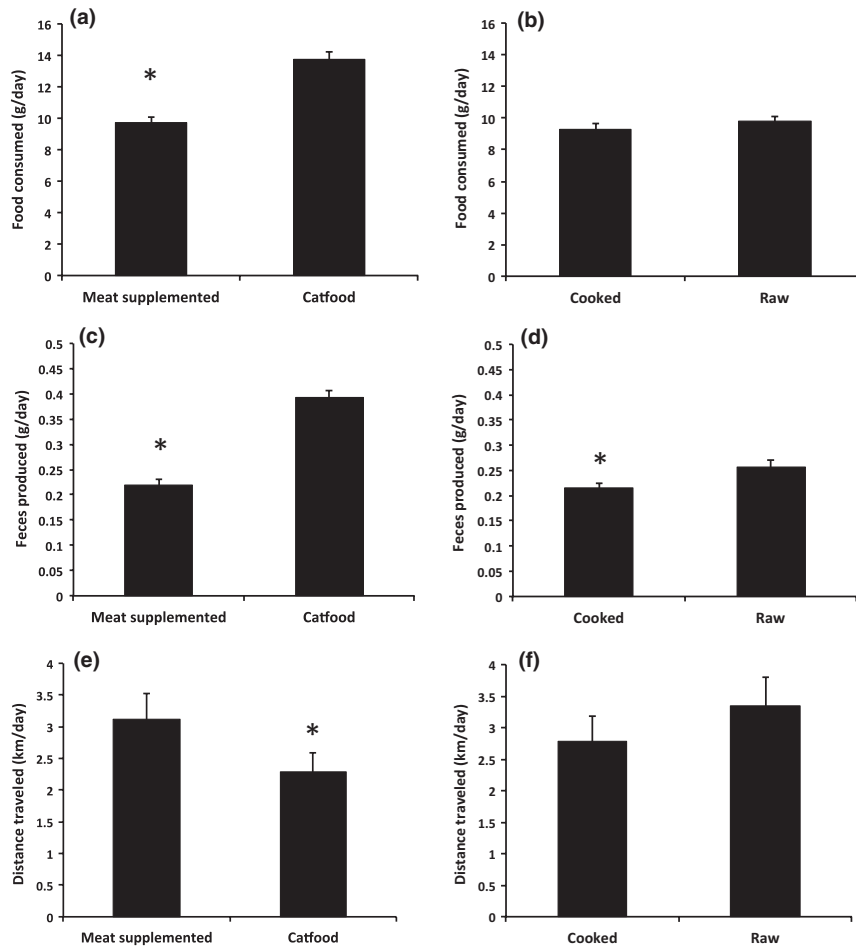 (a)
Food consumed (g/day)
16
14
12
10
8
6
4
2
0
*
Meat supplemented
Catfood
(b)
Food consumed (g/day)
16
14
12
10
8
6
4
2
0
Cooked
Raw
(c)
Feces produced (g/day)
0.5
0.45
0.4
0.35
0.3
0.25
0.2
0.15
0.1
0.05
0
*
Meat supplemented
Catfood
(d)
Feces produced (g/day)
0.5
0.45
0.4
0.35
0.3
0.25
0.2
0.15
0.1
0.05
0
*
Cooked
Raw
(e)
Distance traveled (km/day)
4
3.5
3
2.5
2
1.5
1
0.5
0
*
Meat supplemented
Catfood
(f)
Distance traveled (km/day)
4
3.5
3
2.5
2
1.5
1
0.5
0
Cooked
Raw